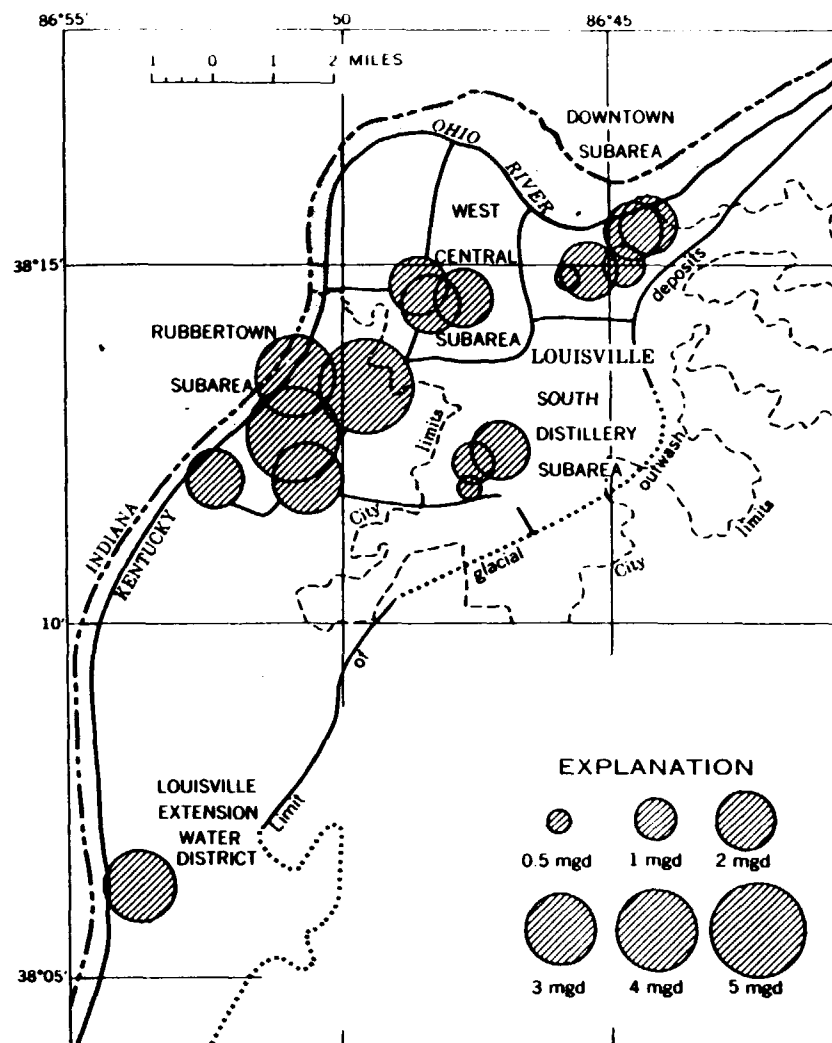 86°55'
50
86°45'
1 0 1 2 MILES
DOWNTOWN
SUBAREA
OHIO
RIVER
WEST
CENTRAL
SUBAREA
38°15'
deposits
RUBBERTOWN
SUBAREA
LOUISVILLE
SOUTH
DISTILLERY
SUBAREA
limits
City
outwash
limits
City
glacial
INDIANA
KENTUCKY
10'
of
Limit
LOUISVILLE
EXTENSION
WATER
DISTRICT
38°05'
EXPLANATION
0.5 mgd 1 mgd 2 mgd
3 mgd 4 mgd 5 mgd